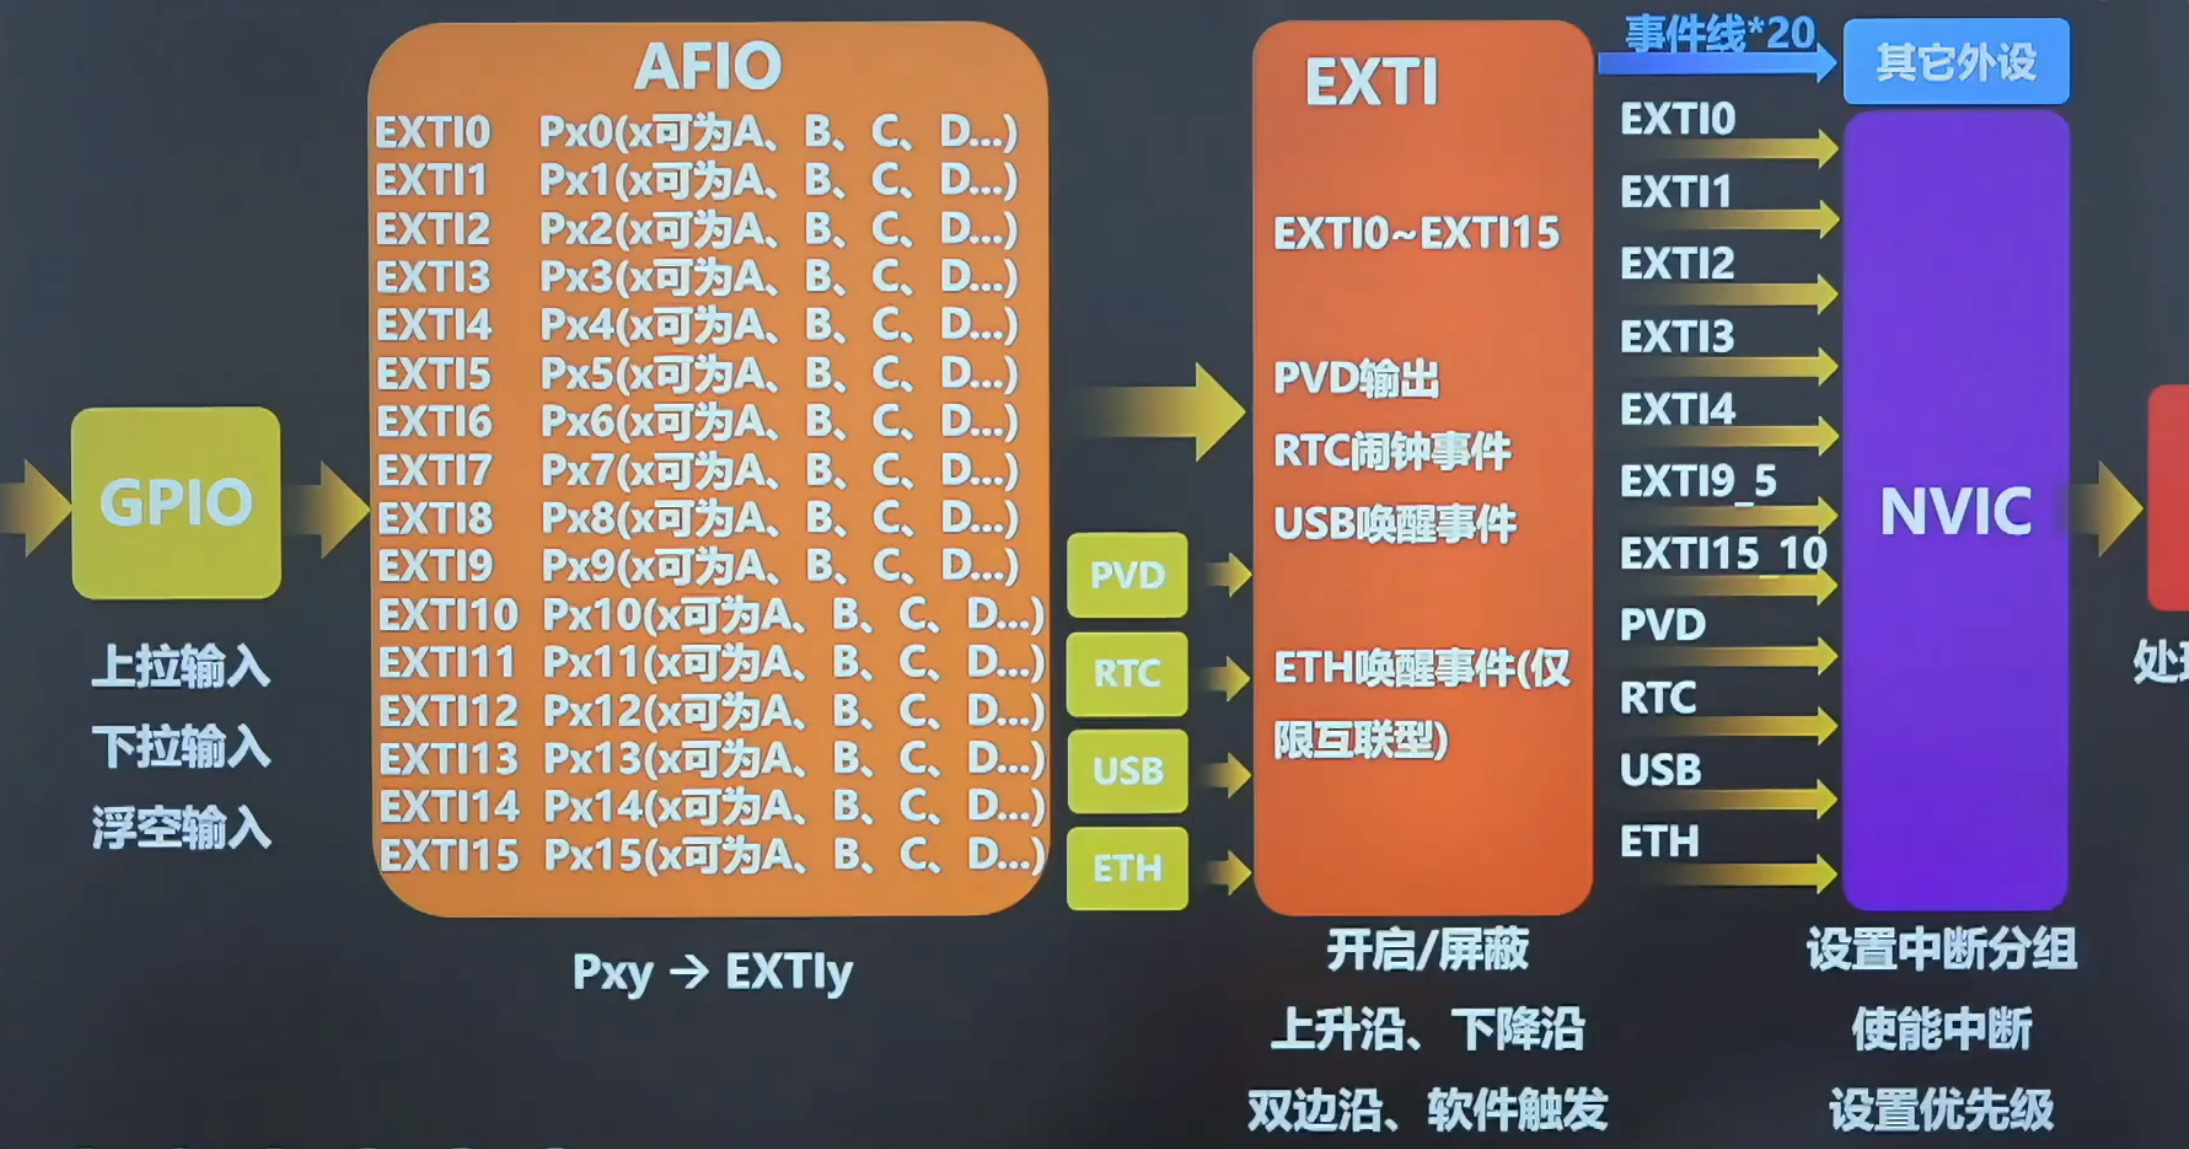 GPIO
上拉输入
下拉输入
浮空输入
AFIO
EXTI0 Px0(x可为A、B、C、D...)
EXTI1 Px1(x可为A、B、C、D...)
EXTI2 Px2(x可为A、B、C、D...)
EXTI3 Px3(x可为A、B、C、D...)
EXTI4 Px4(x可为A、B、C、D...)
EXTI5 Px5(x可为A、B、C、D...)
EXTI6 Px6(x可为A、B、C、D...)
EXTI7 Px7(x可为A、B、C、D...)
EXTI8 Px8(x可为A、B、C、D...)
EXTI9 Px9(x可为A、B、C、D...)
EXTI10 Px10(x可为A、B、C、D...)
EXTI11 Px11(x可为A、B、C、D...)
EXTI12 Px12(x可为A、B、C、D...)
EXTI13 Px13(x可为A、B、C、D...)
EXTI14 Px14(x可为A、B、C、D...)
EXTI15 Px15(x可为A、B、C、D...)
Pxy → EXTIy
PVD
RTC
USB
ETH
EXTI
EXTI0~EXTI15
PVD输出
RTC闹钟事件
USB唤醒事件
ETH唤醒事件(仅
限互联型)
开启/屏蔽
上升沿、下降沿
双边沿、软件触发
事件线*20
EXTI0
EXTI1
EXTI2
EXTI3
EXTI4
EXTI9_5
EXTI15_10
PVD
RTC
USB
ETH
其它外设
NVIC
设置中断分组
使能中断
设置优先级